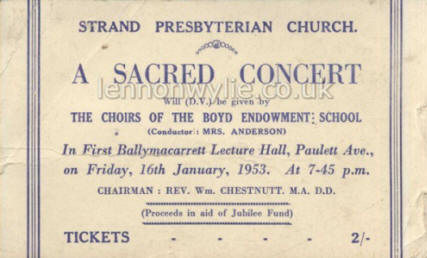 STRAND PRESBYTERIAN CHURCH.
A SACRED CONCERT
lennonwylie.co.uk
Will (D.V.) be given by
THE CHOIRS OF THE BOYD ENDOWMENT SCHOOL
(Conductor: MRS. ANDERSON)
In First Ballymacarrett Lecture Hall, Paulett Ave.,
on Friday, 16th January, 1953. At 7-45 p.m.
CHAIRMAN : REV. Wm. CHESTNUTT. M.A. D.D.
(Proceeds in aid of Jubilee Fund)
TICKETS - - - - 2/-